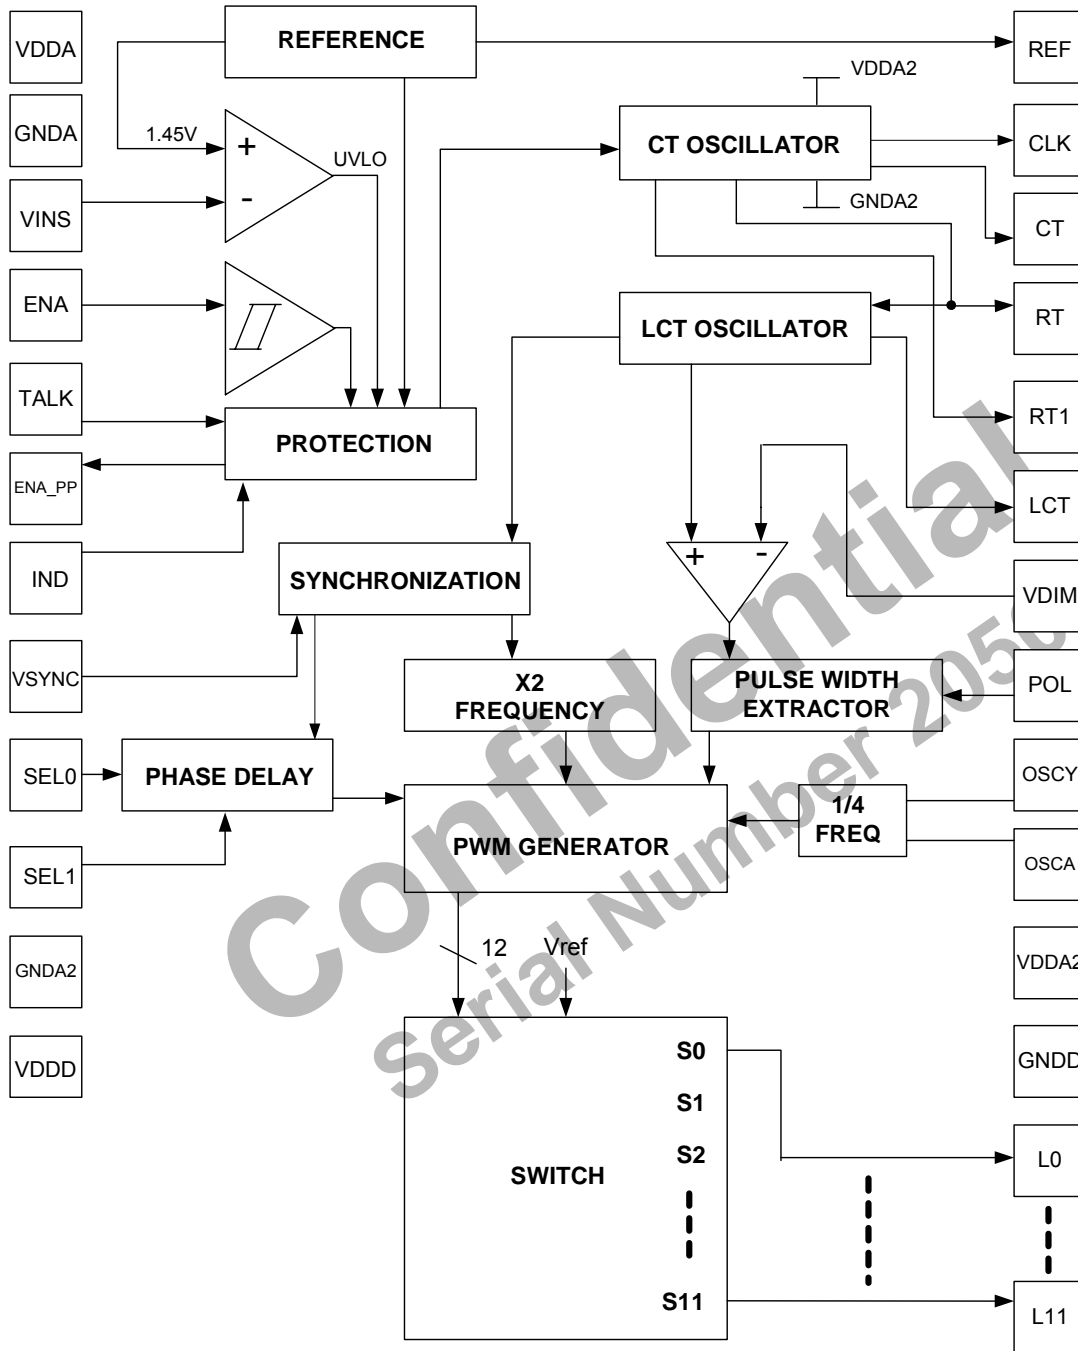 VDDA
REFERENCE
REF
VDDA2
GNDA
1.45V
+
UVLO
-
CT OSCILLATOR
CLK
VINS
GNDA2
CT
ENA
LCT OSCILLATOR
RT
TALK
PROTECTION
RT1
ENA_PP
LCT
IND
SYNCHRONIZATION
+
-
VDIM
VSYNC
X2
FREQUENCY
PULSE WIDTH
EXTRACTOR
POL
SEL0
PHASE DELAY
OSCY
PWM GENERATOR
1/4
FREQ
SEL1
OSCA
12
Vref
GNDA2
VDDA2
VDDD
S0
GNDD
S1
S2
L0
SWITCH
S11
L11
Confidential
Serial Number 205